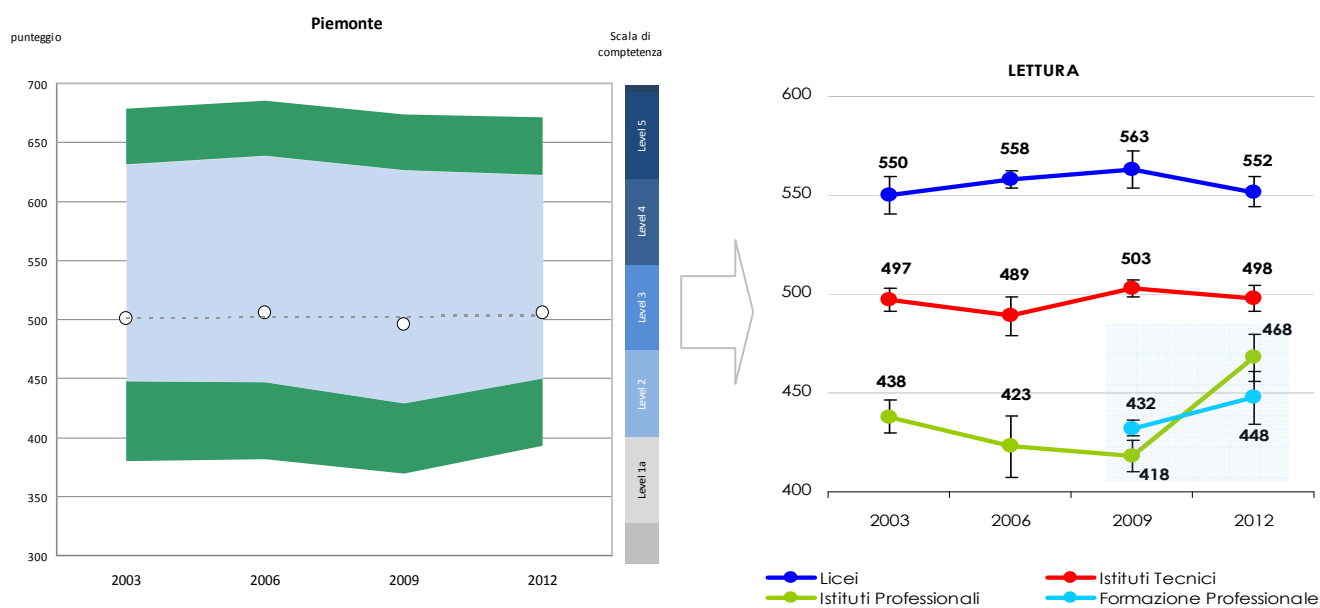 Piemonte
punteggio
Scala di
comptetenza
700
650
600
550
500
450
400
350
300
2003
2006
2009
2012
Level 5
Level 4
Level 3
Level 2
Level 1a
LETTURA
600
550
500
450
400
550
558
563
552
497
489
503
498
438
423
432
418
468
448
2003
2006
2009
2012
Licei
Istituti Tecnici
Istituti Professionali
Formazione Professionale